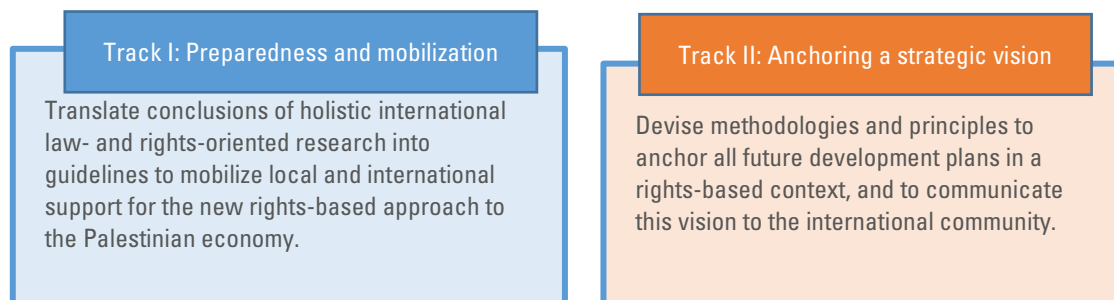 Track I: Preparedness and mobilization
Translate conclusions of holistic international
law- and rights-oriented research into
guidelines to mobilize local and international
support for the new rights-based approach to
the Palestinian economy.
Track II: Anchoring a strategic vision
Devise methodologies and principles to
anchor all future development plans in a
rights-based context, and to communicate
this vision to the international community.